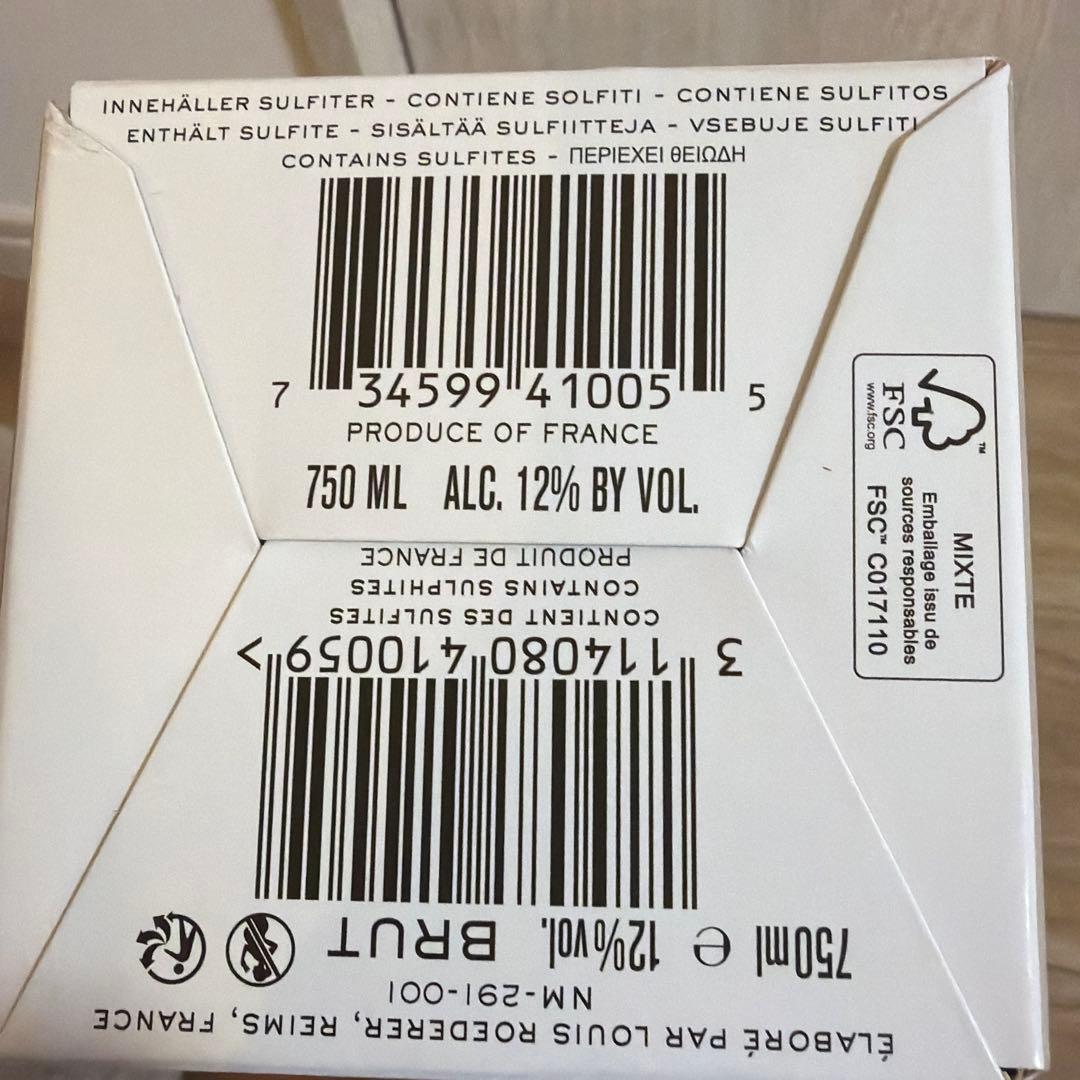 INNEHÄLLER SULFITER - CONTIENE SOLFITI - CONTIENE SULFITOS
ENTHÄLT SULFITE - SISÄLTÄÄ SULFIITTEJA - VSEBUJE SULFITI
CONTAINS SULFITES - ΠΕΡΙΕΧΕΙ ΘΕΙΩΔΗ
7 34599 41005 5
PRODUCE OF FRANCE
750 ML ALC. 12% BY VOL.
FSC™
www.fsc.org
MIXTE
Emballage issu de
sources responsables
FSC™ C017110
ÉLABORÉ PAR LOUIS ROEDERER, REIMS, FRANCE
NM-291-001
750ml e 12%vol. BRUT
3 114080 410059 >
CONTIENT DES SULFITES
CONTAINS SULPHITES
PRODUIT DE FRANCE